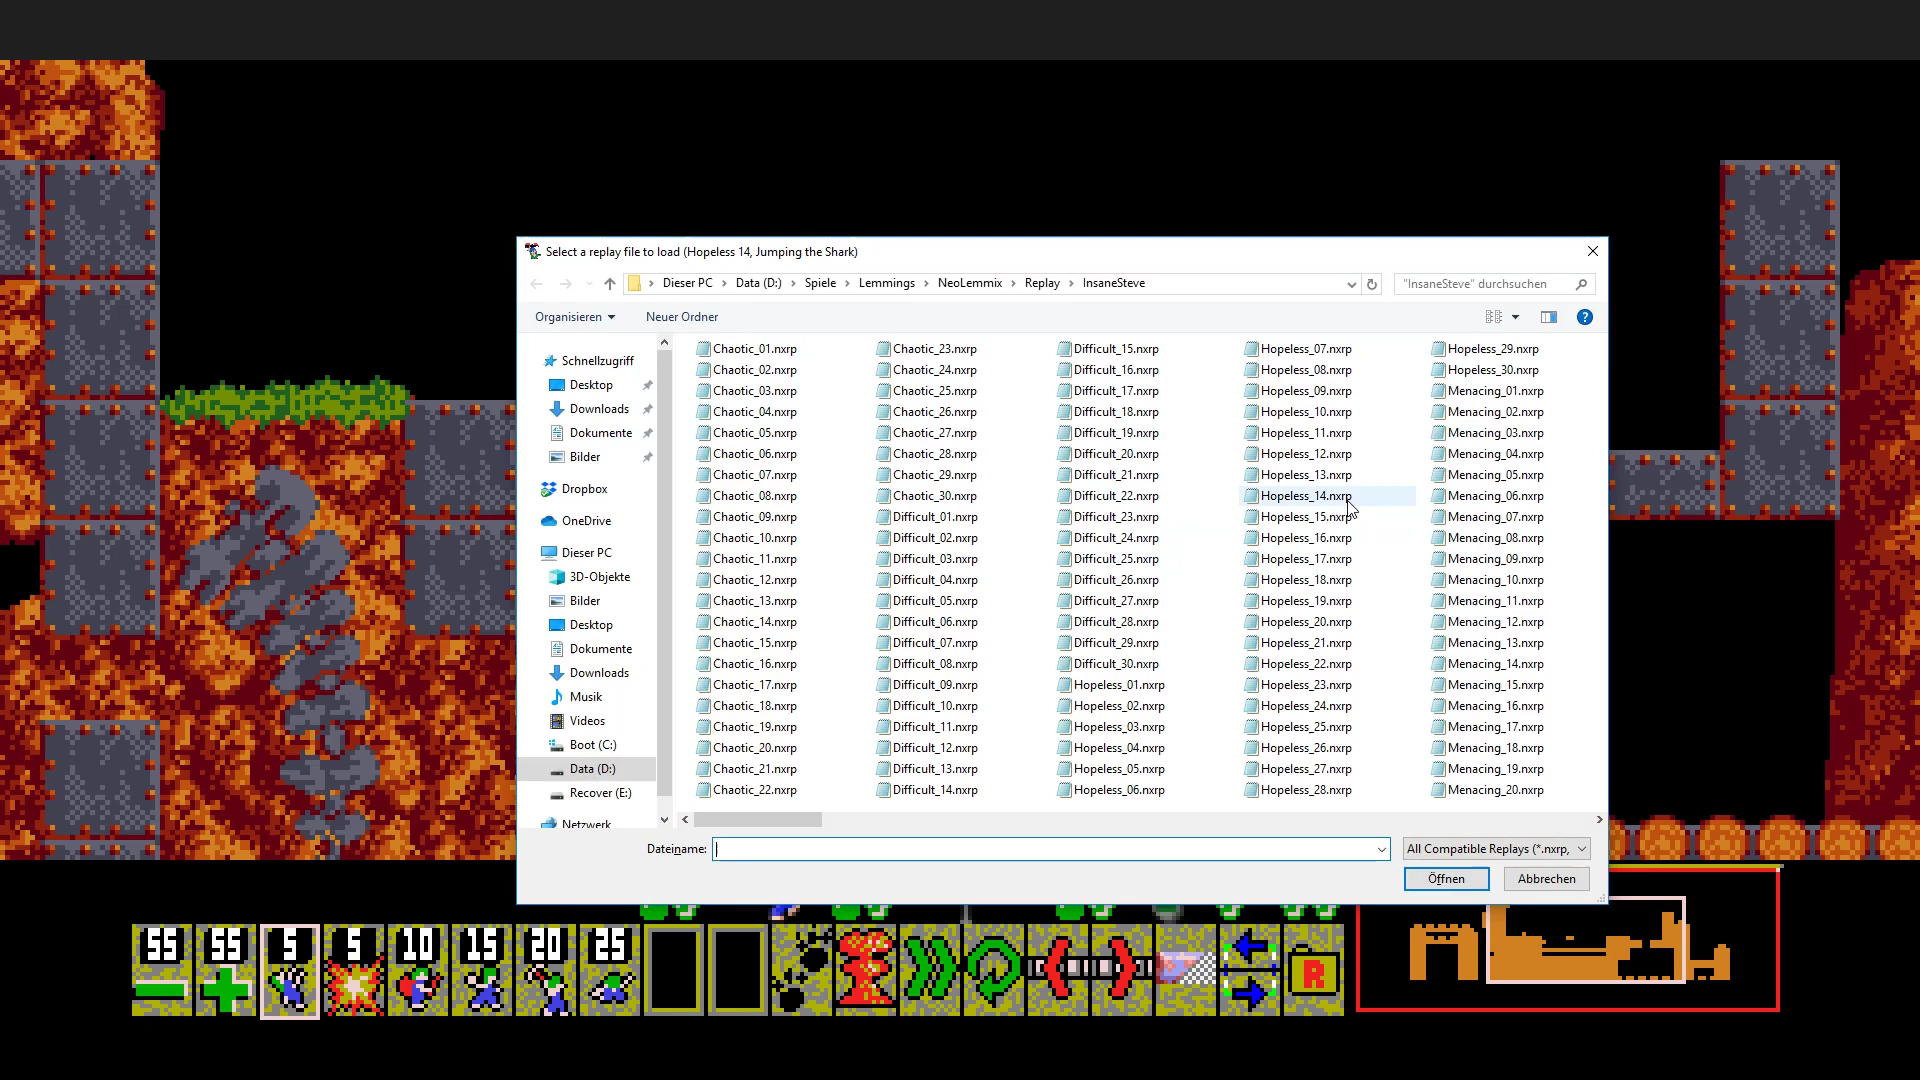 Select a replay file to load (Hopeless 14, Jumping the Shark)
Dieser PC > Data (D:) > Spiele > Lemmings > NeoLemmix > Replay > InsaneSteve
"InsaneSteve" durchsuchen
Organisieren
Neuer Ordner
Schnellzugriff
Desktop
Downloads
Dokumente
Bilder
Dropbox
OneDrive
Dieser PC
3D-Objekte
Bilder
Desktop
Dokumente
Downloads
Musik
Videos
Boot (C:)
Data (D:)
Recover (E:)
Netzwerk
Chaotic_01.nxrp
Chaotic_02.nxrp
Chaotic_03.nxrp
Chaotic_04.nxrp
Chaotic_05.nxrp
Chaotic_06.nxrp
Chaotic_07.nxrp
Chaotic_08.nxrp
Chaotic_09.nxrp
Chaotic_10.nxrp
Chaotic_11.nxrp
Chaotic_12.nxrp
Chaotic_13.nxrp
Chaotic_14.nxrp
Chaotic_15.nxrp
Chaotic_16.nxrp
Chaotic_17.nxrp
Chaotic_18.nxrp
Chaotic_19.nxrp
Chaotic_20.nxrp
Chaotic_21.nxrp
Chaotic_22.nxrp
Chaotic_23.nxrp
Chaotic_24.nxrp
Chaotic_25.nxrp
Chaotic_26.nxrp
Chaotic_27.nxrp
Chaotic_28.nxrp
Chaotic_29.nxrp
Chaotic_30.nxrp
Difficult_01.nxrp
Difficult_02.nxrp
Difficult_03.nxrp
Difficult_04.nxrp
Difficult_05.nxrp
Difficult_06.nxrp
Difficult_07.nxrp
Difficult_08.nxrp
Difficult_09.nxrp
Difficult_10.nxrp
Difficult_11.nxrp
Difficult_12.nxrp
Difficult_13.nxrp
Difficult_14.nxrp
Difficult_15.nxrp
Difficult_16.nxrp
Difficult_17.nxrp
Difficult_18.nxrp
Difficult_19.nxrp
Difficult_20.nxrp
Difficult_21.nxrp
Difficult_22.nxrp
Difficult_23.nxrp
Difficult_24.nxrp
Difficult_25.nxrp
Difficult_26.nxrp
Difficult_27.nxrp
Difficult_28.nxrp
Difficult_29.nxrp
Difficult_30.nxrp
Hopeless_01.nxrp
Hopeless_02.nxrp
Hopeless_03.nxrp
Hopeless_04.nxrp
Hopeless_05.nxrp
Hopeless_06.nxrp
Hopeless_07.nxrp
Hopeless_08.nxrp
Hopeless_09.nxrp
Hopeless_10.nxrp
Hopeless_11.nxrp
Hopeless_12.nxrp
Hopeless_13.nxrp
Hopeless_14.nxrp
Hopeless_15.nxrp
Hopeless_16.nxrp
Hopeless_17.nxrp
Hopeless_18.nxrp
Hopeless_19.nxrp
Hopeless_20.nxrp
Hopeless_21.nxrp
Hopeless_22.nxrp
Hopeless_23.nxrp
Hopeless_24.nxrp
Hopeless_25.nxrp
Hopeless_26.nxrp
Hopeless_27.nxrp
Hopeless_28.nxrp
Hopeless_29.nxrp
Hopeless_30.nxrp
Menacing_01.nxrp
Menacing_02.nxrp
Menacing_03.nxrp
Menacing_04.nxrp
Menacing_05.nxrp
Menacing_06.nxrp
Menacing_07.nxrp
Menacing_08.nxrp
Menacing_09.nxrp
Menacing_10.nxrp
Menacing_11.nxrp
Menacing_12.nxrp
Menacing_13.nxrp
Menacing_14.nxrp
Menacing_15.nxrp
Menacing_16.nxrp
Menacing_17.nxrp
Menacing_18.nxrp
Menacing_19.nxrp
Menacing_20.nxrp
Dateiname:
All Compatible Replays (*.nxrp,
Öffnen
Abbrechen
55 55 5 5 10 15 20 25
R